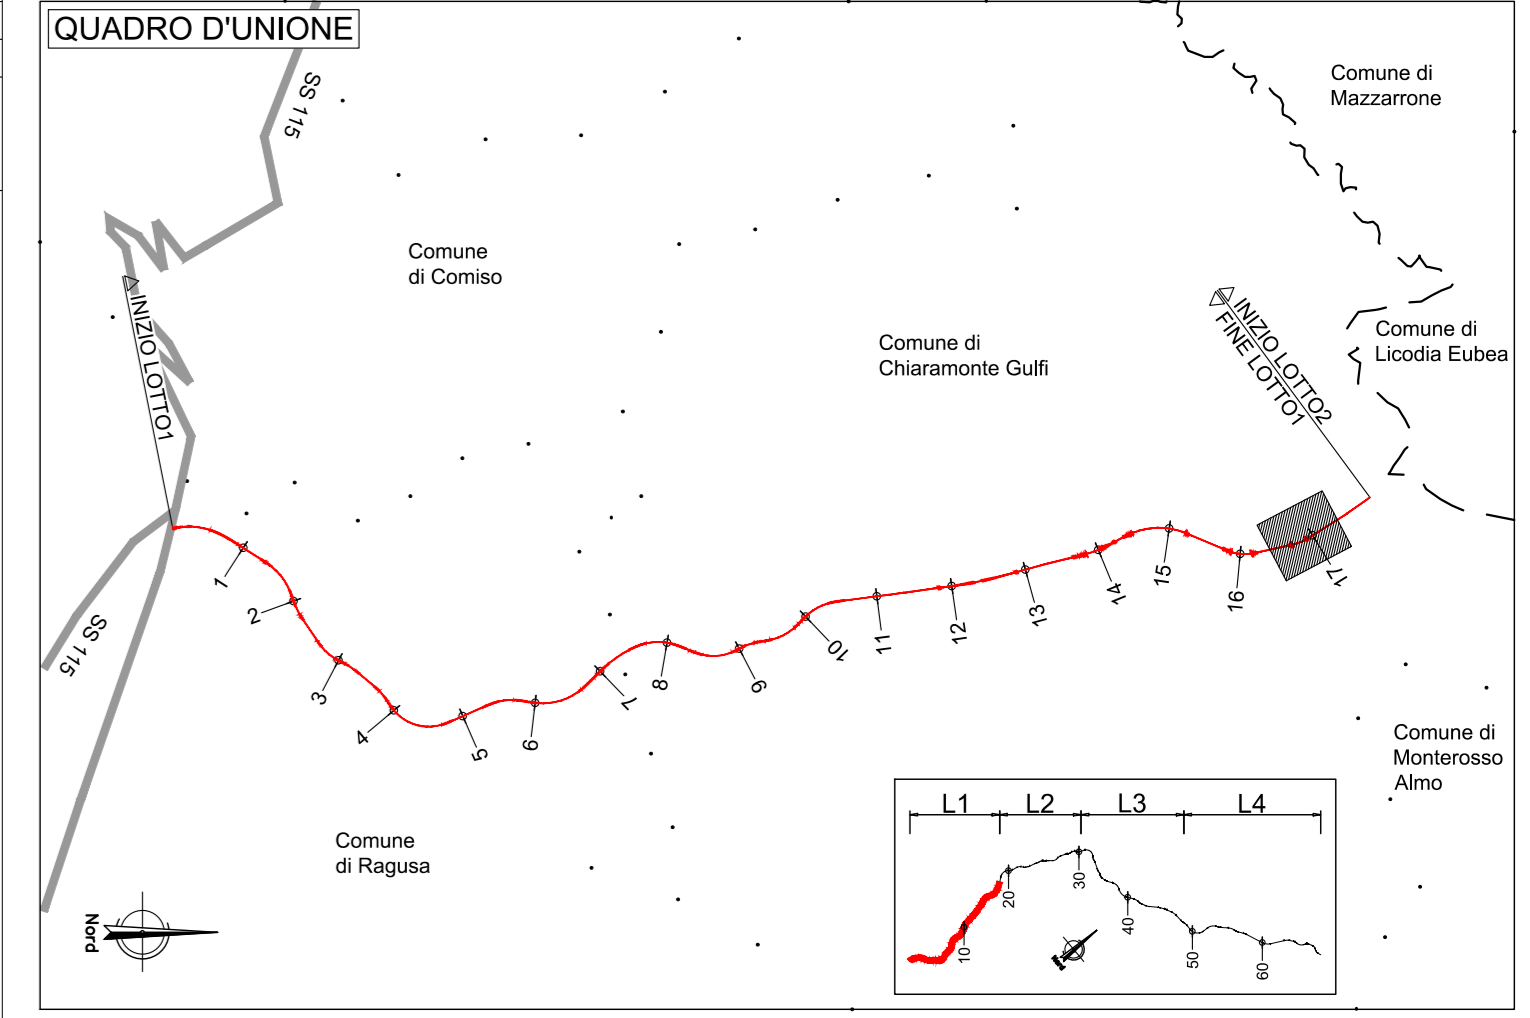 QUADRO D'UNIONE
SS 115
Comune di
Mazzarrone
Comune
di Comiso
INIZIO LOTTO1
Comune di
Chiaramonte Gulfi
INIZIO LOTTO2
FINE LOTTO1
Comune di
Licodia Eubea
1
2
3
4
5
6
7
8
9
10
11
12
13
14
15
16
17
SS 115
Comune di
Monterosso
Almo
Comune
di Ragusa
Nord
L1
L2
L3
L4
10
20
30
40
50
60
Nord